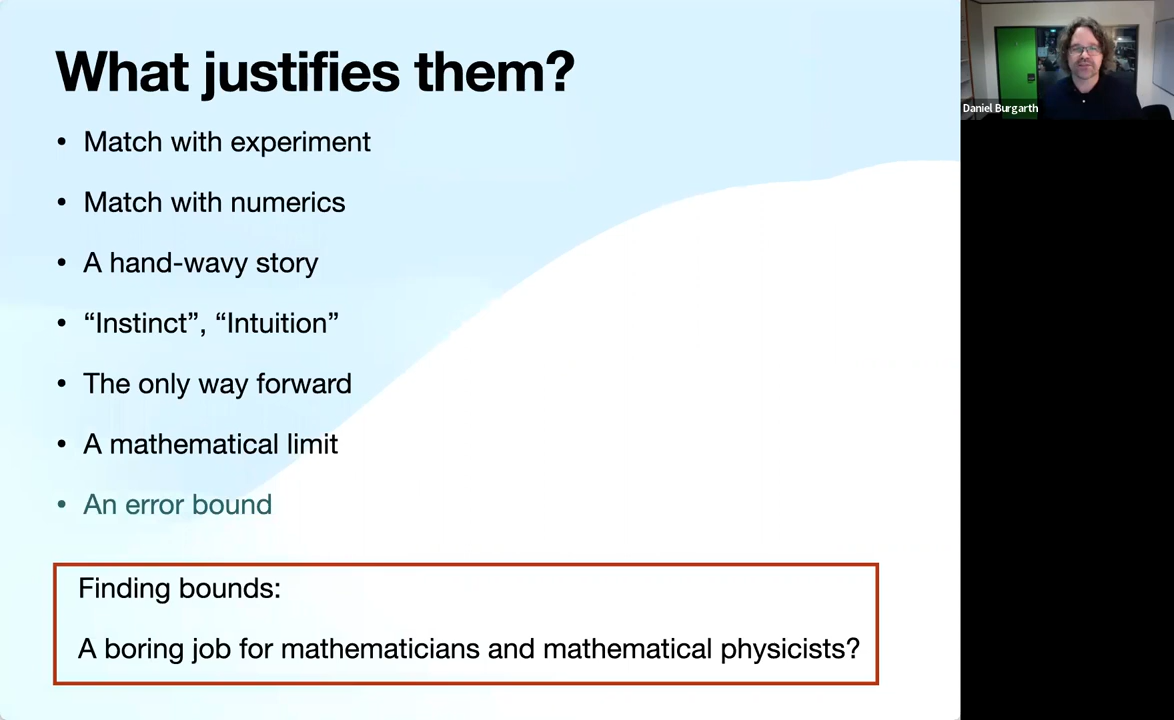 What justifies them?
• Match with experiment
• Match with numerics
• A hand-wavy story
• “Instinct”, “Intuition”
• The only way forward
• A mathematical limit
• An error bound
Finding bounds:
A boring job for mathematicians and mathematical physicists?
Daniel Burgarth